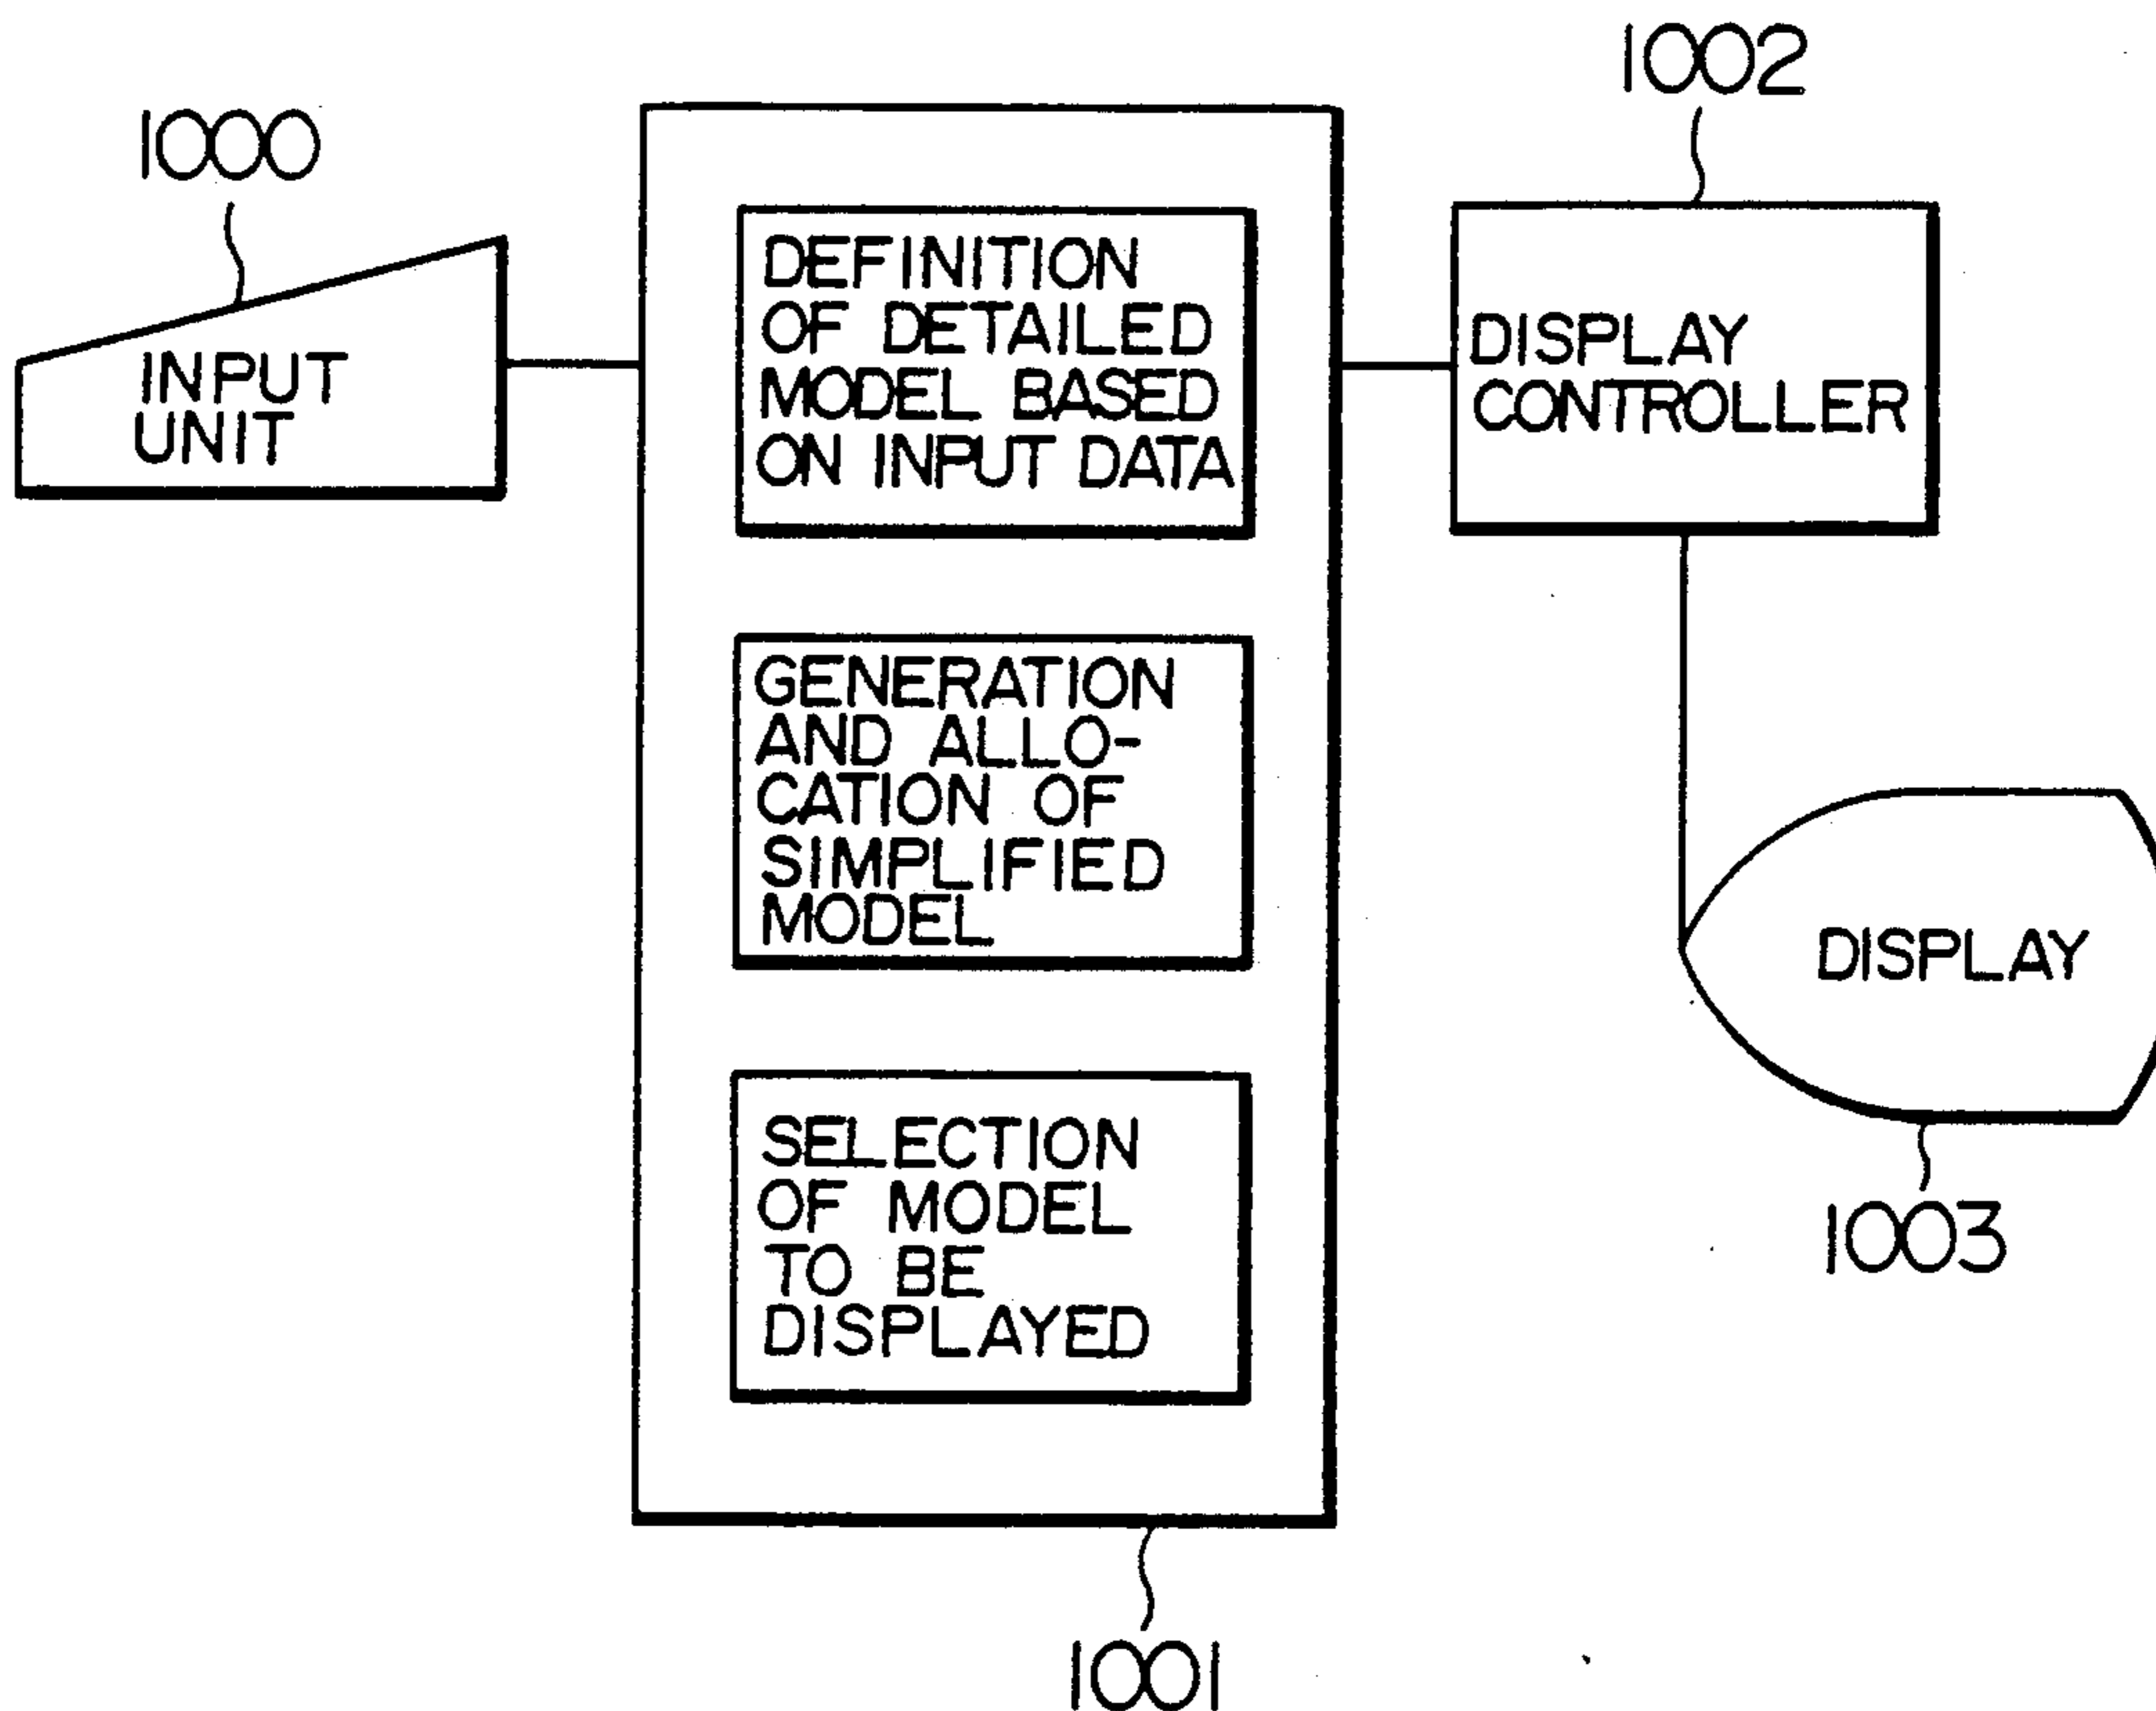 1000
INPUT
UNIT
DEFINITION
OF DETAILED
MODEL BASED
ON INPUT DATA
GENERATION
AND ALLO-
CATION OF
SIMPLIFIED
MODEL
SELECTION
OF MODEL
TO BE
DISPLAYED
1001
1002
DISPLAY
CONTROLLER
DISPLAY
1003